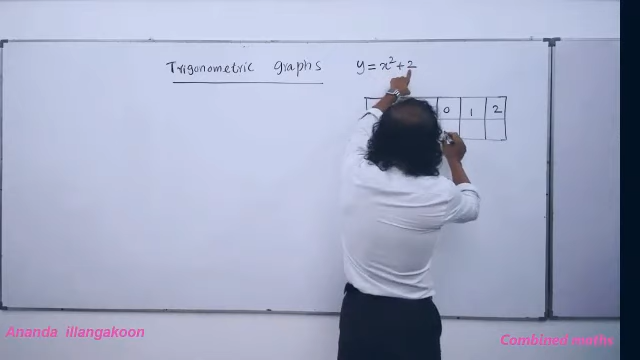 Trigonometric graphs y = x² + 2
0 1 2
Ananda illangakoon
Combined maths